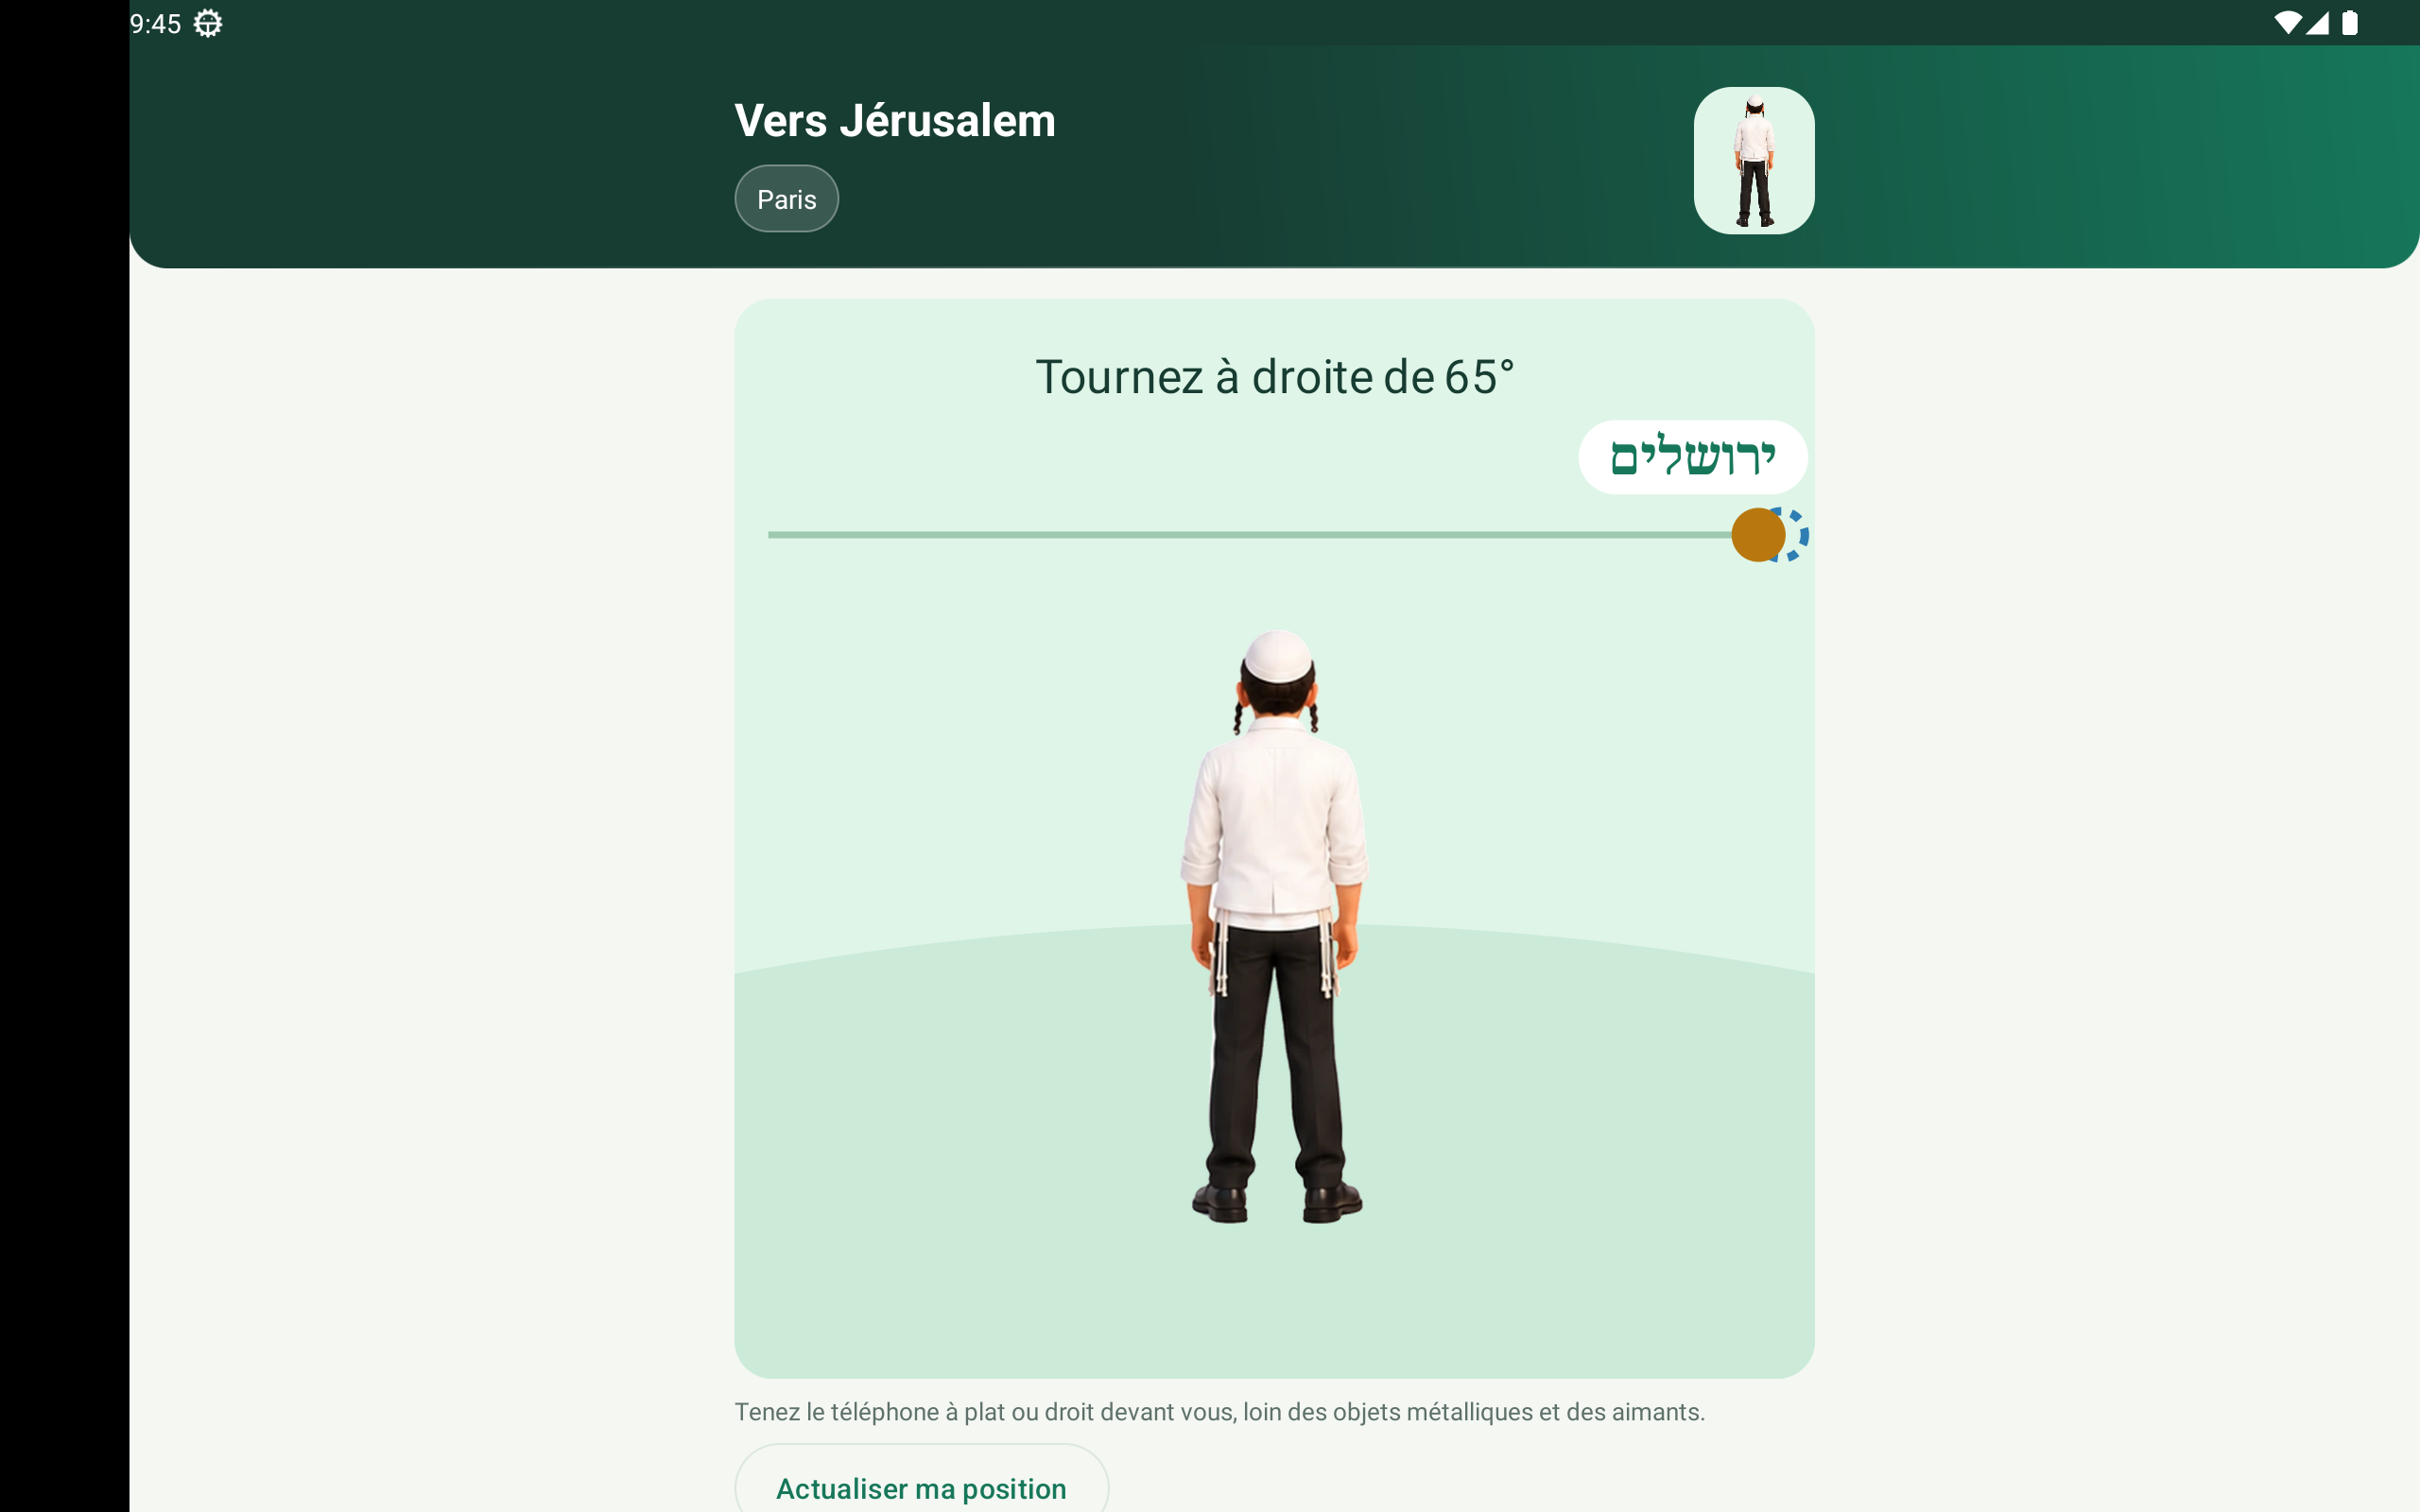 9:45
Vers Jérusalem
Paris
Tournez à droite de 65°
ירושלים
Tenez le téléphone à plat ou droit devant vous, loin des objets métalliques et des aimants.
Actualiser ma position